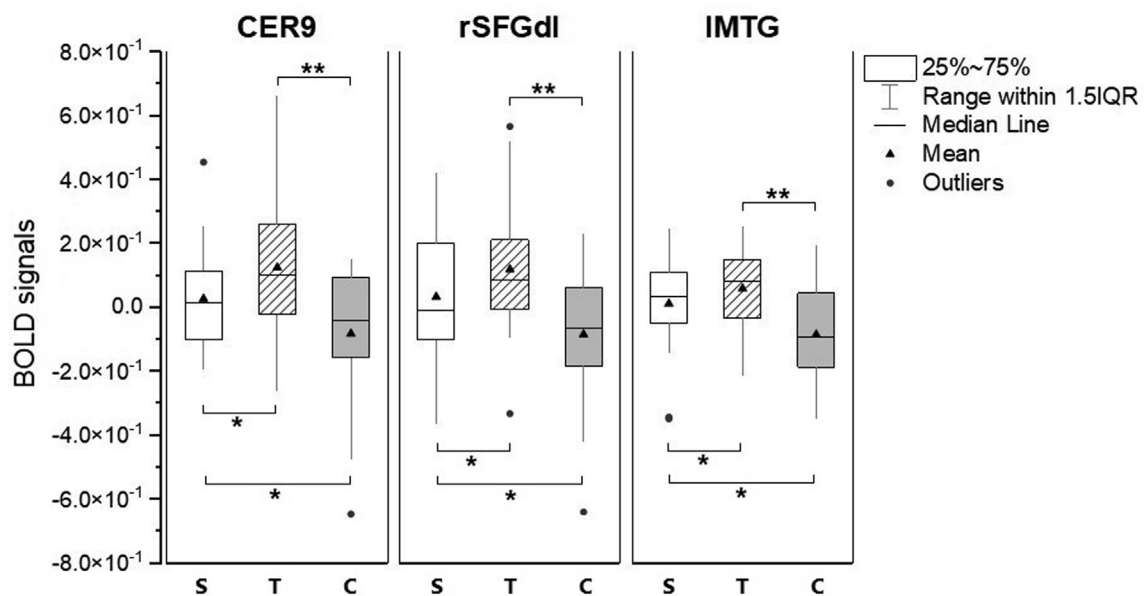 CER9 rSFGdl lMTG
8.0×10⁻¹
6.0×10⁻¹
4.0×10⁻¹
2.0×10⁻¹
0.0
-2.0×10⁻¹
-4.0×10⁻¹
-6.0×10⁻¹
-8.0×10⁻¹
BOLD signals
** ** **
* * *
* * *
S T C S T C S T C
25%~75%
Range within 1.5IQR
Median Line
Mean
Outliers